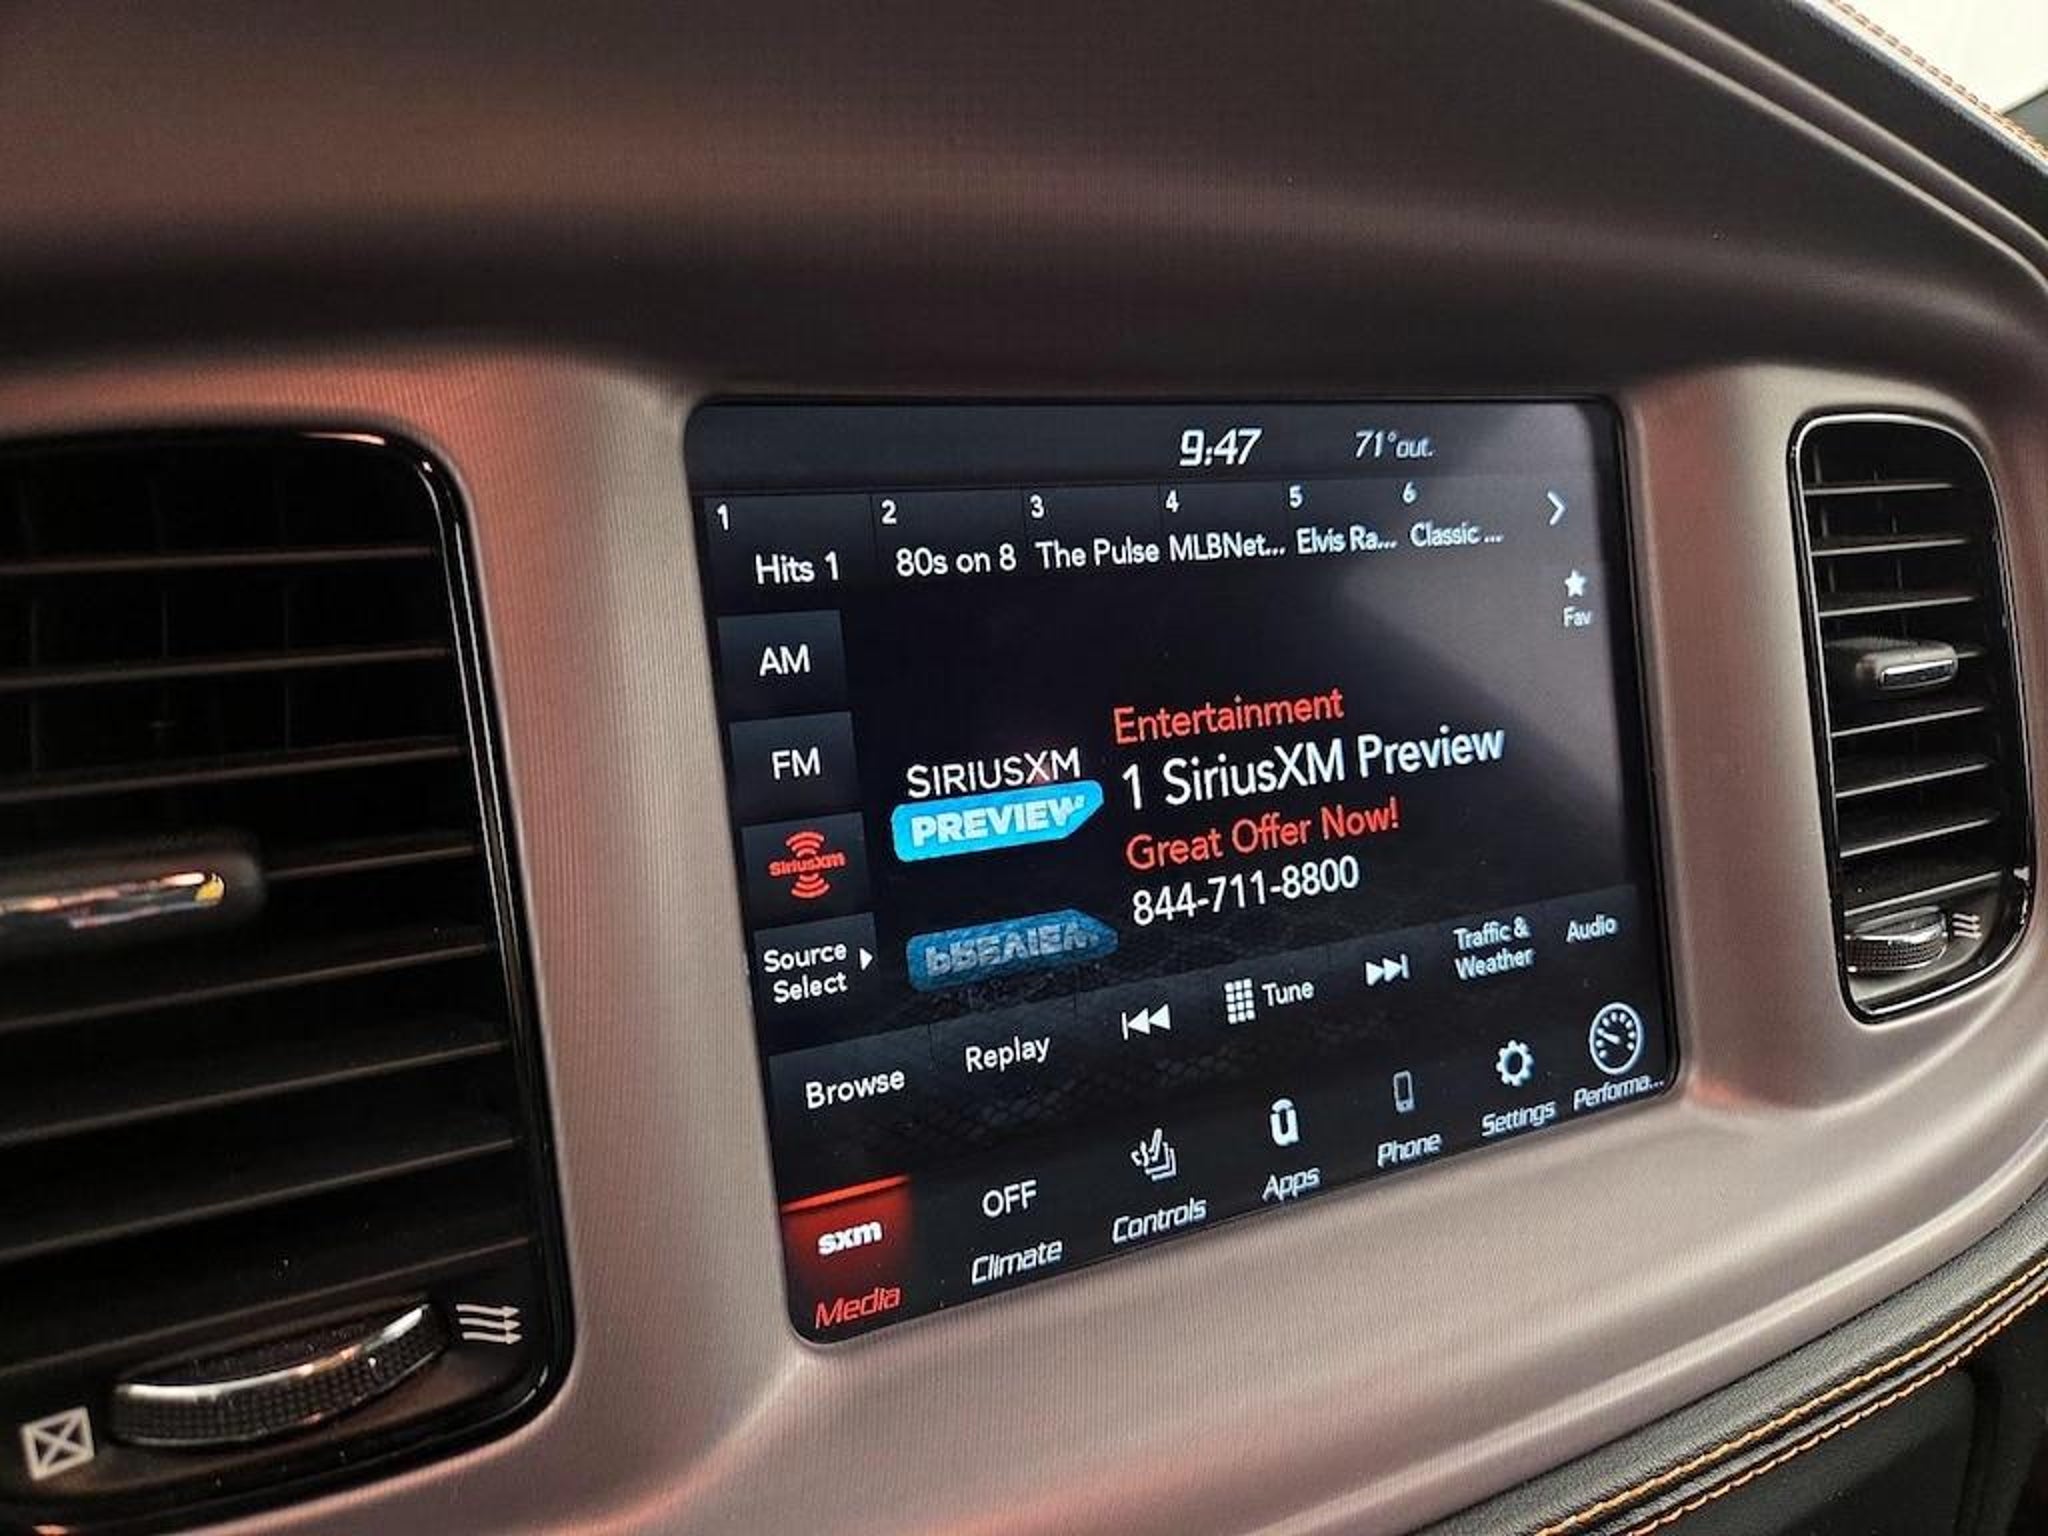 9:47 71° out.
1 2 3 4 5 6
Hits 1 80s on 8 The Pulse MLBNet... Elvis Ra... Classic ...
Fav
AM
FM
SiriusXM
Source
Select
SIRIUSXM
PREVIEW
Entertainment
1 SiriusXM Preview
Great Offer Now!
844-711-8800
PREVIEW
Browse Replay Tune Traffic &
Weather Audio
sxm
Media
OFF
Climate
Controls
Apps
Phone
Settings
Performa...